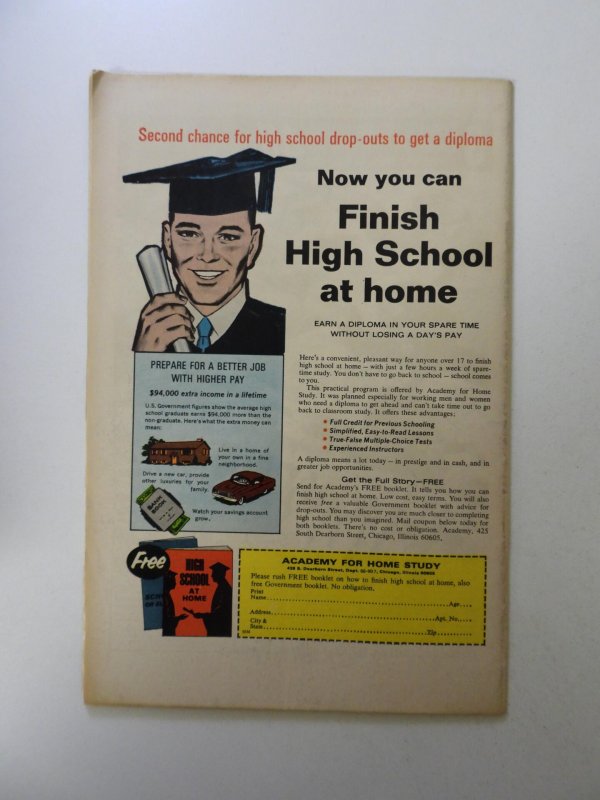 Second chance for high school drop-outs to get a diploma
Now you can
Finish
High School
at home
EARN A DIPLOMA IN YOUR SPARE TIME
WITHOUT LOSING A DAY'S PAY
PREPARE FOR A BETTER JOB
WITH HIGHER PAY
$94,000 extra income in a lifetime
U.S. Government figures show the average high
school graduate earns $94,000 more than the
non-graduate. Here's what the extra money can
mean:
Live in a home of
your own in a fine
neighborhood.
Drive a new car, provide
other luxuries for your
family.
BANK
BOOK
Watch your savings account
grow.
Here's a convenient, pleasant way for anyone over 17 to finish
high school at home — with just a few hours a week of spare-
time study. You don't have to go back to school — school comes
to you.
This practical program is offered by Academy for Home
Study. It was planned especially for working men and women
who need a diploma to get ahead and can't take time out to go
back to classroom study. It offers these advantages:
• Full Credit for Previous Schooling
• Simplified, Easy-to-Read Lessons
• True-False Multiple-Choice Tests
• Experienced Instructors
A diploma means a lot today — in prestige and in cash, and in
greater job opportunities.
Get the Full Story—FREE
Send for Academy's FREE booklet. It tells you how you can
finish high school at home. Low cost, easy terms. You will also
receive free a valuable Government booklet with advice for
drop-outs. You may discover you are much closer to completing
high school than you imagined. Mail coupon today for
both booklets. There's no cost or obligation. Academy, 425
South Dearborn Street, Chicago, Illinois 60605.
Free
HIGH
SCHOOL
AT
HOME
ACADEMY FOR HOME STUDY
S. Dearborn Street, Dept. Chicago, Illinois 60605
Please rush FREE booklet on how to finish high school at home, also
free Government booklet. No obligation.
Print
Name Age
Address Apt. No.
City &
State Zip